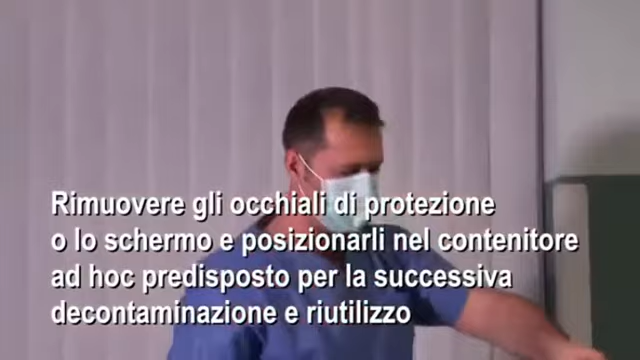 Rimuovere gli occhiali di protezione
o lo schermo e posizionarli nel contenitore
ad hoc predisposto per la successiva
decontaminazione e riutilizzo